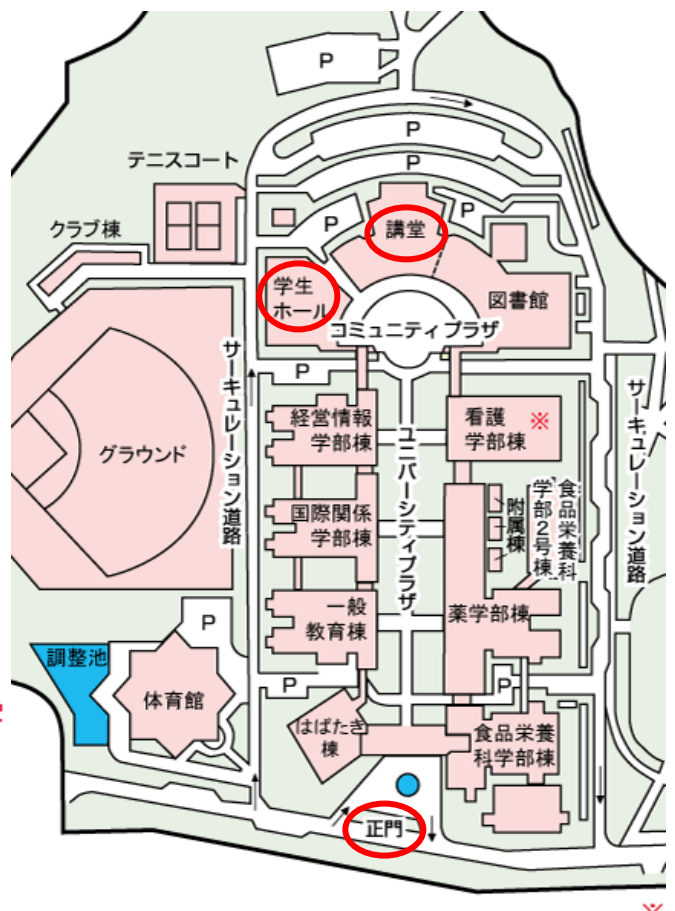 P
P
テニスコート
P
クラブ棟
P
講堂
P
学生
ホール
図書館
コミュニティプラザ
P
サーキュレーション道路
経営情報
学部棟
ユニバーシティプラザ
看護
学部棟
※
サーキュレーション道路
グラウンド
国際関係
学部棟
附属棟
食品栄養科
学部2号棟
一般
教育棟
薬学部棟
P
調整池
体育館
P
P
はばたき
棟
食品栄養
科学部棟
正門
※